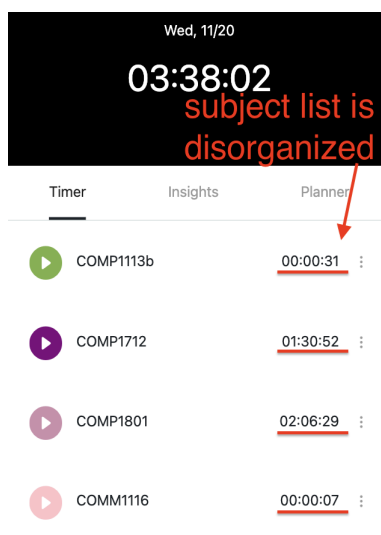 Wed, 11/20
03:38:02
subject list is
disorganized
Timer Insights Planner
COMP1113b 00:00:31
COMP1712 01:30:52
COMP1801 02:06:29
COMM1116 00:00:07